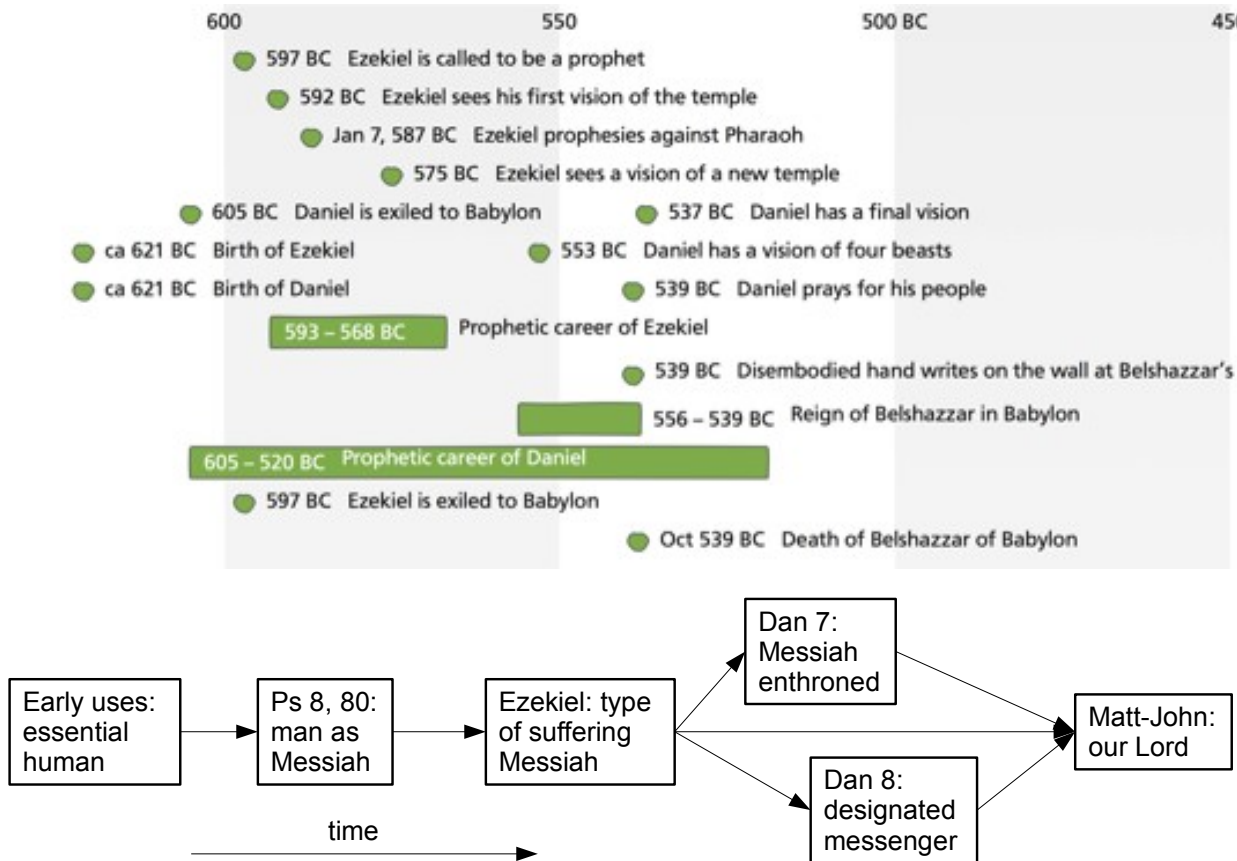 600 550 500 BC 450
597 BC Ezekiel is called to be a prophet
592 BC Ezekiel sees his first vision of the temple
Jan 7, 587 BC Ezekiel prophesies against Pharaoh
575 BC Ezekiel sees a vision of a new temple
605 BC Daniel is exiled to Babylon 537 BC Daniel has a final vision
ca 621 BC Birth of Ezekiel 553 BC Daniel has a vision of four beasts
ca 621 BC Birth of Daniel 539 BC Daniel prays for his people
593 – 568 BC Prophetic career of Ezekiel
539 BC Disembodied hand writes on the wall at Belshazzar's
556 – 539 BC Reign of Belshazzar in Babylon
605 – 520 BC Prophetic career of Daniel
597 BC Ezekiel is exiled to Babylon
Oct 539 BC Death of Belshazzar of Babylon
Early uses:
essential
human
Ps 8, 80:
man as
Messiah
Ezekiel: type
of suffering
Messiah
Dan 7:
Messiah
enthroned
Dan 8:
designated
messenger
Matt-John:
our Lord
time